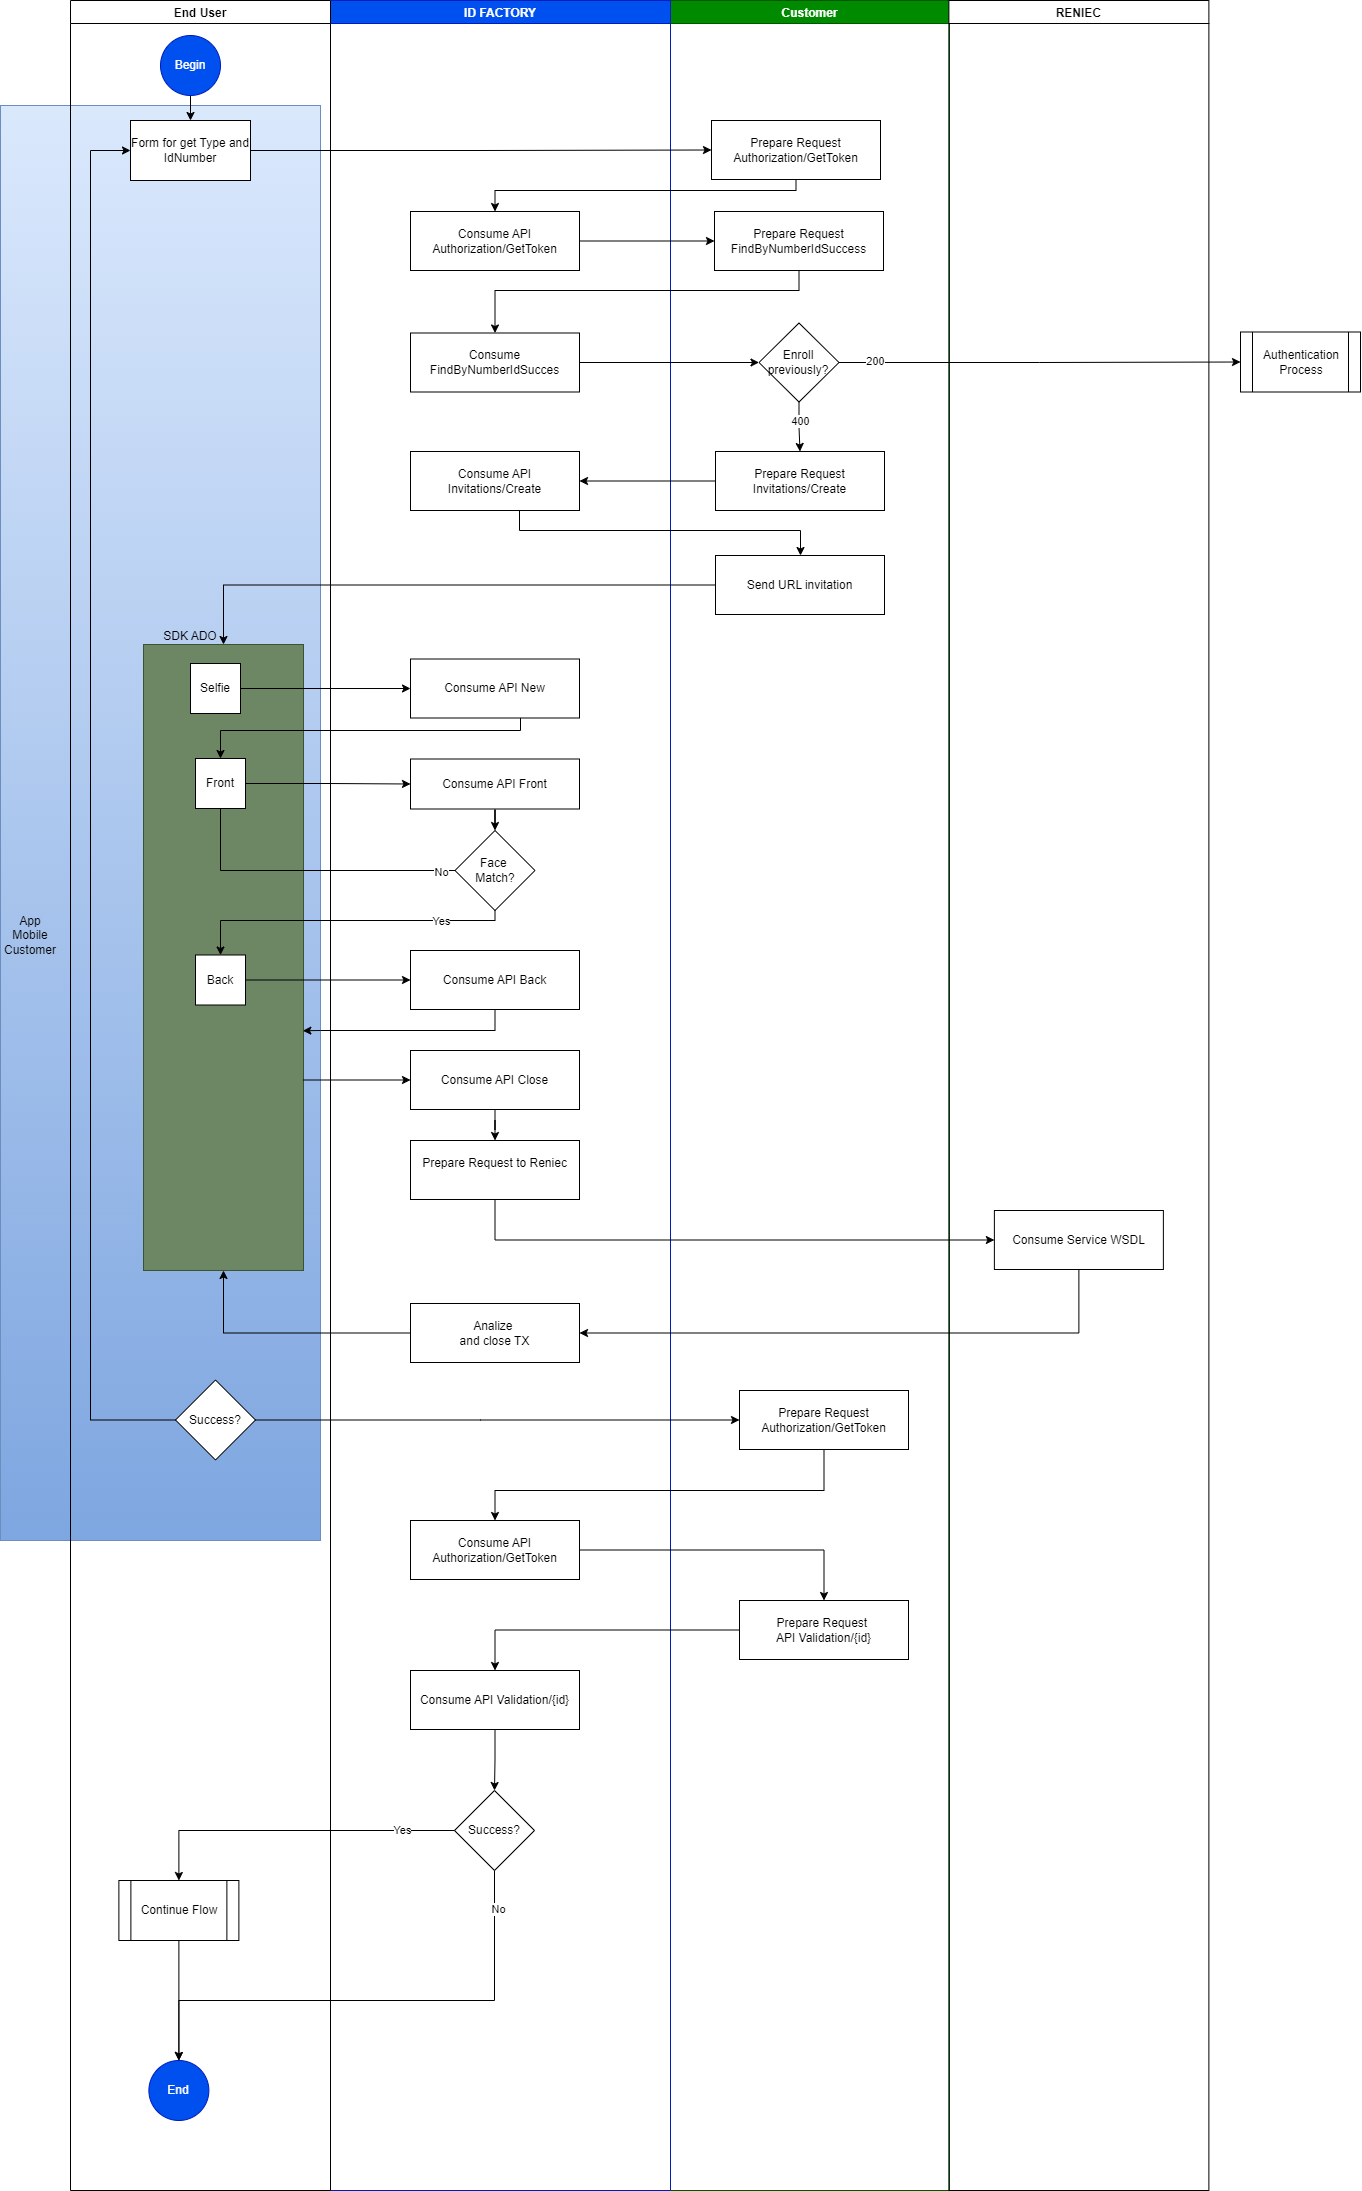 End User
ID FACTORY
Customer
RENIEC
Begin
Form for get Type and
IdNumber
Prepare Request
Authorization/GetToken
Consume API
Authorization/GetToken
Prepare Request
FindByNumberIdSuccess
Consume
FindByNumberIdSucces
Enroll
previously?
200
Authentication
Process
400
Consume API
Invitations/Create
Prepare Request
Invitations/Create
Send URL invitation
SDK ADO
Selfie
Consume API New
Front
Consume API Front
Face
Match?
No
Yes
App
Mobile
Customer
Back
Consume API Back
Consume API Close
Prepare Request to Reniec
Consume Service WSDL
Analize
and close TX
Success?
Prepare Request
Authorization/GetToken
Consume API
Authorization/GetToken
Prepare Request
API Validation/{id}
Consume API Validation/{id}
Success?
Yes
Continue Flow
No
End